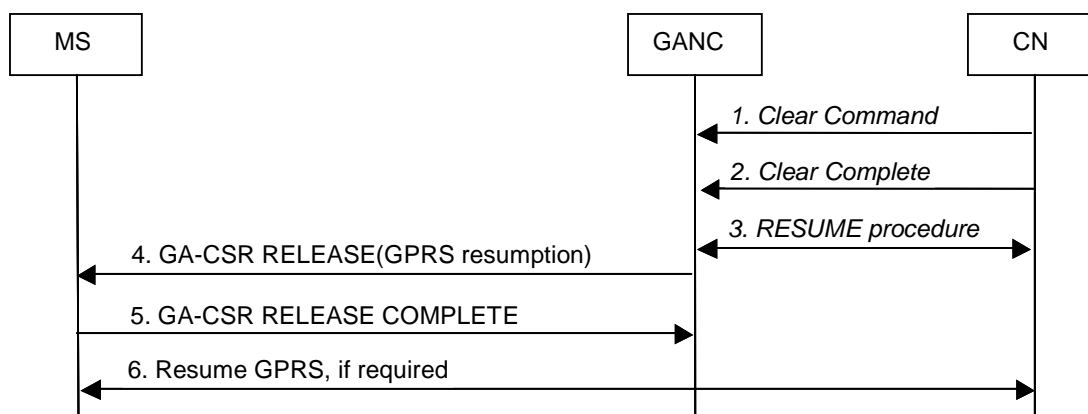 MS
GANC
CN
1. Clear Command
2. Clear Complete
3. RESUME procedure
4. GA-CSR RELEASE(GPRS resumption)
5. GA-CSR RELEASE COMPLETE
6. Resume GPRS, if required